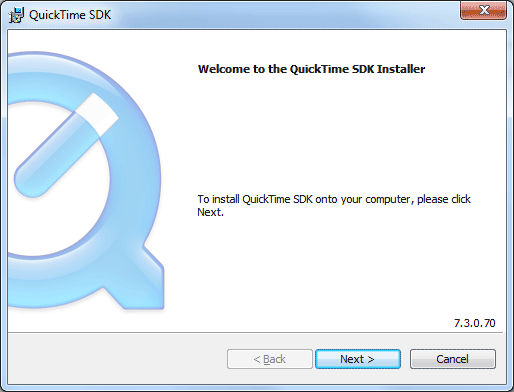 QuickTime SDK
Welcome to the QuickTime SDK Installer
To install QuickTime SDK onto your computer, please click
Next.
7.3.0.70
< Back Next > Cancel